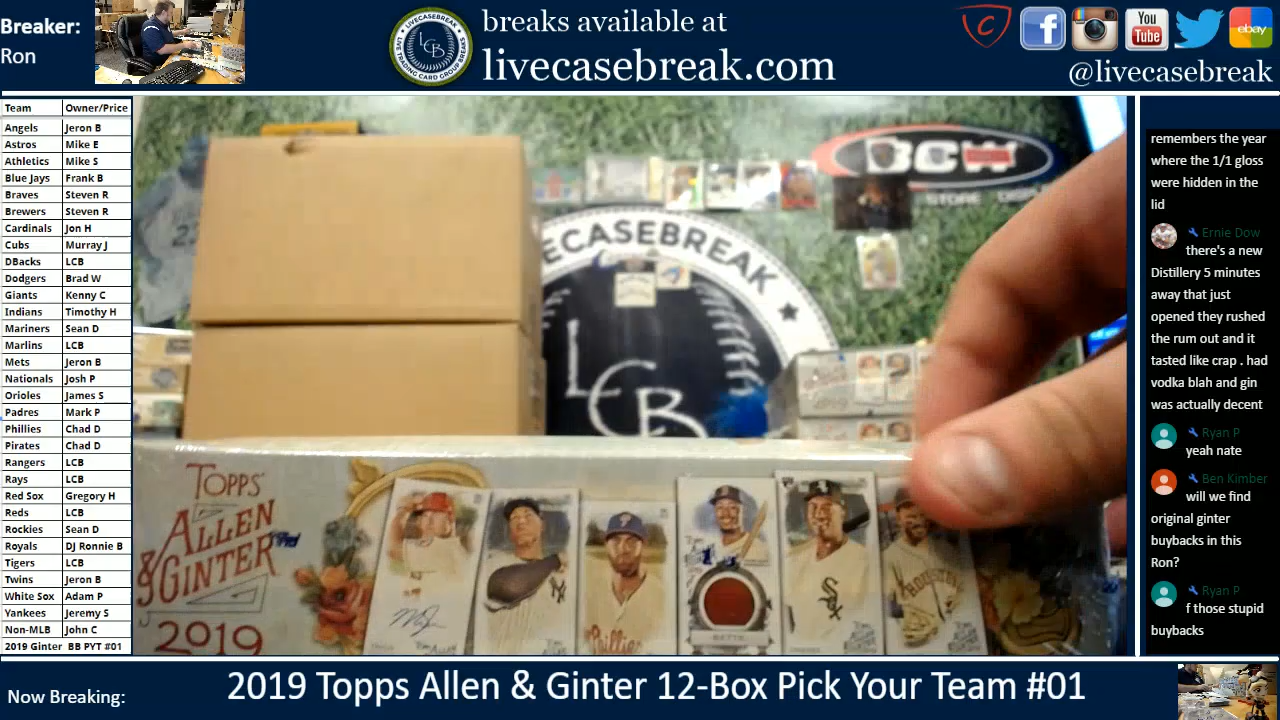 Breaker:
Ron
LCB
breaks available at
livecasebreak.com
You
Tube
ebay
@livecasebreak
Team Owner/Price
Angels Jeron B
Astros Mike E
Athletics Mike S
Blue Jays Frank B
Braves Steven R
Brewers Steven R
Cardinals Jon H
Cubs Murray J
DBacks LCB
Dodgers Brad W
Giants Kenny C
Indians Timothy H
Mariners Sean D
Marlins LCB
Mets Jeron B
Nationals Josh P
Orioles James S
Padres Mark P
Phillies Chad D
Pirates Chad D
Rangers LCB
Rays LCB
Red Sox Gregory H
Reds LCB
Rockies Sean D
Royals DJ Ronnie B
Tigers LCB
Twins Jeron B
White Sox Adam P
Yankees Jeremy S
Non-MLB John C
2019 Ginter BB PYT #01
BCW
STORE
ECASEBREAK
LCB
TOPPS
ALLEN
& GINTER
2019
Phillies
SOX
remembers the year
where the 1/1 gloss
were hidden in the
lid
Ernie Dow
there's a new
Distillery 5 minutes
away that just
opened they rushed
the rum out and it
tasted like crap . had
vodka blah and gin
was actually decent
Ryan P
yeah nate
Ben Kimber
will we find
original ginter
buybacks in this
Ron?
Ryan P
f those stupid
buybacks
Now Breaking:
2019 Topps Allen & Ginter 12-Box Pick Your Team #01